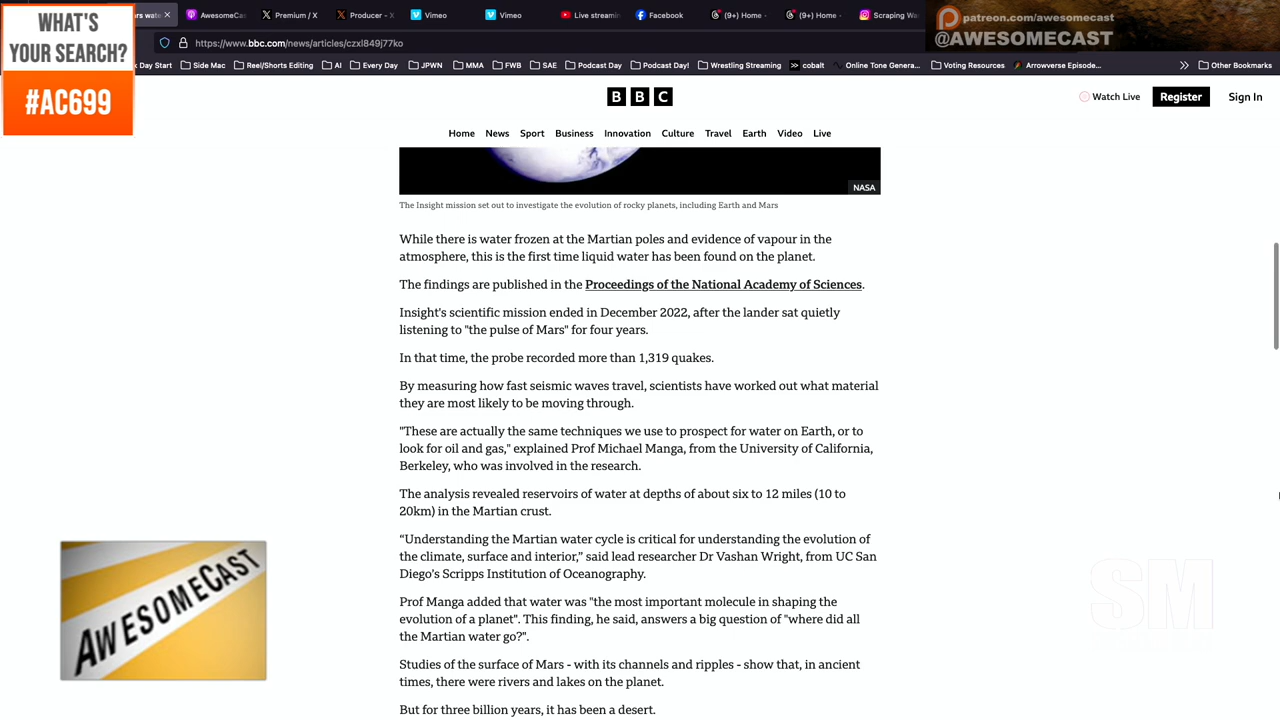 WHAT'S
YOUR SEARCH?
#AC699
AwesomeCas
Premium / X
Producer - X
Vimeo
Vimeo
Live streamin
Facebook
(9+) Home -
(9+) Home -
Scraping Wa
patreon.com/awesomecast
@AWESOMECAST
https://www.bbc.com/news/articles/czxl849j77ko
Day Start
Side Mac
Reel/Shorts Editing
AI
Every Day
JPWN
MMA
FWB
SAE
Podcast Day
Podcast Day!
Wrestling Streaming
cobalt
Online Tone Genera...
Voting Resources
Arrowverse Episode...
Other Bookmarks
BBC
Watch Live
Register
Sign In
Home News Sport Business Innovation Culture Travel Earth Video Live
NASA
The Insight mission set out to investigate the evolution of rocky planets, including Earth and Mars
While there is water frozen at the Martian poles and evidence of vapour in the
atmosphere, this is the first time liquid water has been found on the planet.
The findings are published in the Proceedings of the National Academy of Sciences.
Insight's scientific mission ended in December 2022, after the lander sat quietly
listening to "the pulse of Mars" for four years.
In that time, the probe recorded more than 1,319 quakes.
By measuring how fast seismic waves travel, scientists have worked out what material
they are most likely to be moving through.
"These are actually the same techniques we use to prospect for water on Earth, or to
look for oil and gas," explained Prof Michael Manga, from the University of California,
Berkeley, who was involved in the research.
The analysis revealed reservoirs of water at depths of about six to 12 miles (10 to
20km) in the Martian crust.
“Understanding the Martian water cycle is critical for understanding the evolution of
the climate, surface and interior,” said lead researcher Dr Vashan Wright, from UC San
Diego's Scripps Institution of Oceanography.
Prof Manga added that water was "the most important molecule in shaping the
evolution of a planet". This finding, he said, answers a big question of "where did all
the Martian water go?".
Studies of the surface of Mars - with its channels and ripples - show that, in ancient
times, there were rivers and lakes on the planet.
But for three billion years, it has been a desert.
AWESOMECAST
SM